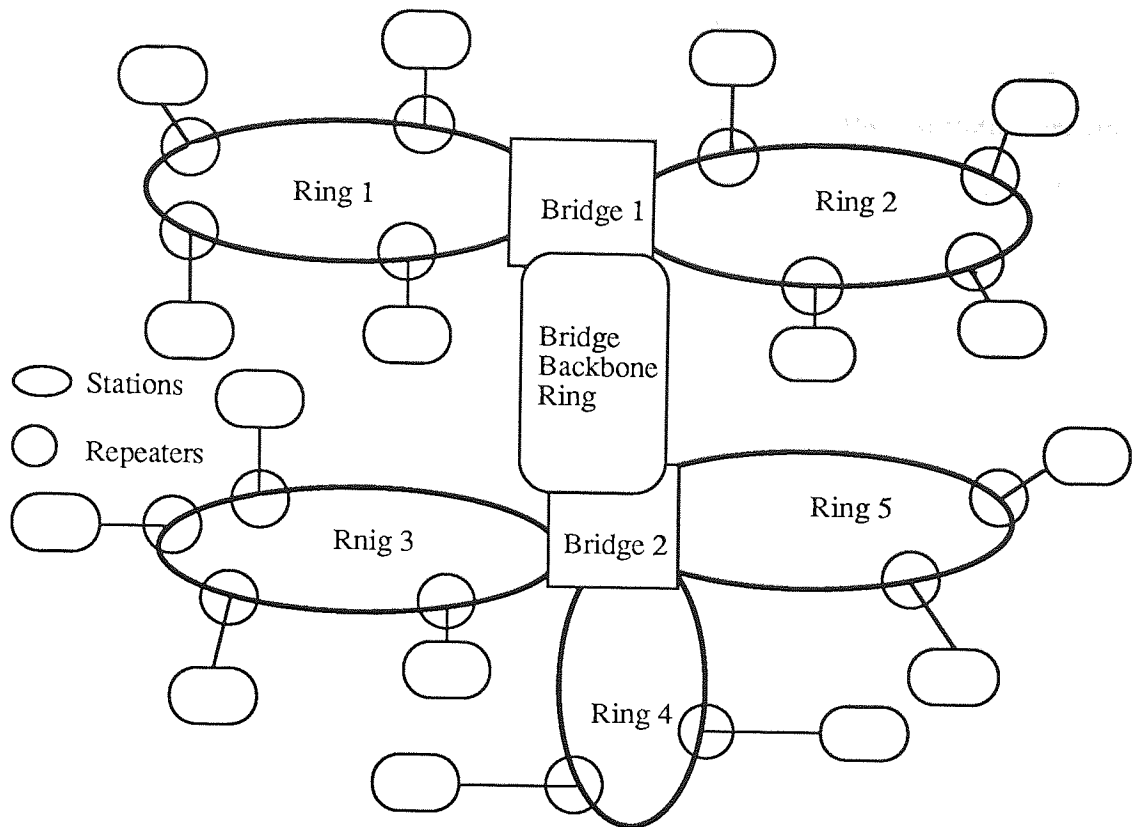 Ring 1
Bridge 1
Ring 2
Bridge
Backbone
Ring
Stations
Repeaters
Rnig 3
Bridge 2
Ring 5
Ring 4